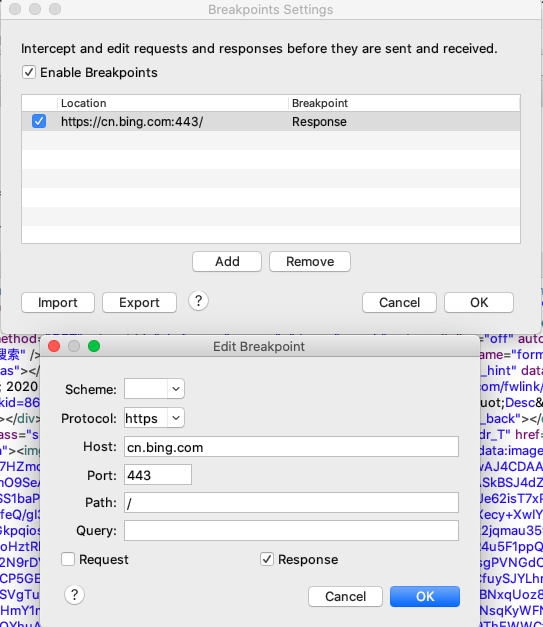 Breakpoints Settings
Intercept and edit requests and responses before they are sent and received.
Enable Breakpoints
Location Breakpoint
https://cn.bing.com:443/ Response
Add Remove
Import Export ? Cancel OK
Edit Breakpoint
Scheme:
Protocol: https
Host: cn.bing.com
Port: 443
Path: /
Query:
Request Response
? Cancel OK